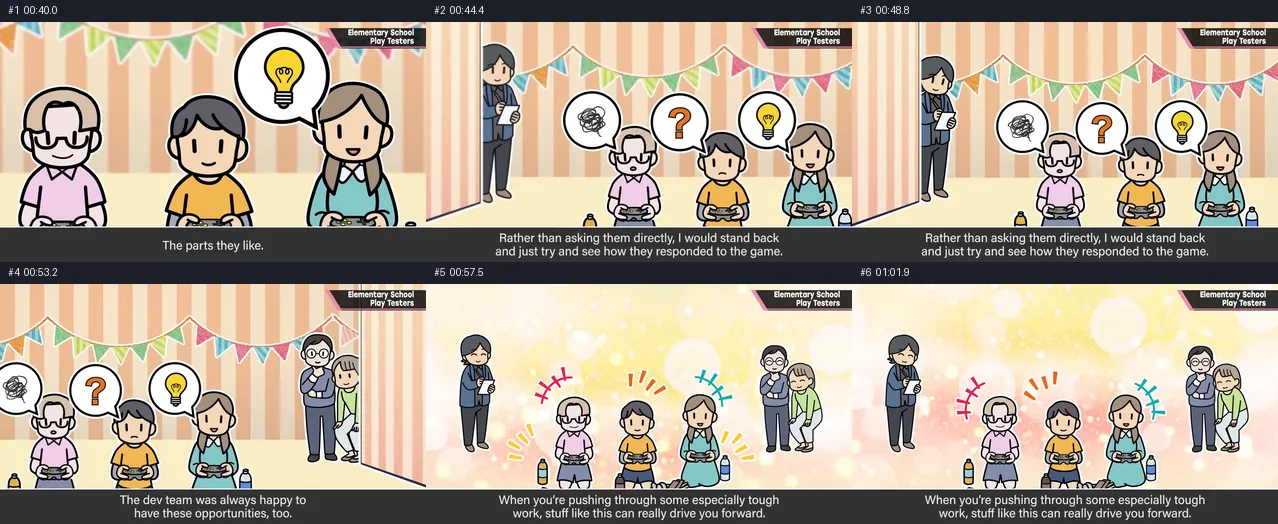 #1 00:40.0
Elementary School
Play Testers
The parts they like.
#2 00:44.4
Elementary School
Play Testers
Rather than asking them directly, I would stand back
and just try and see how they responded to the game.
#3 00:48.8
Elementary School
Play Testers
Rather than asking them directly, I would stand back
and just try and see how they responded to the game.
#4 00:53.2
Elementary School
Play Testers
The dev team was always happy to
have these opportunities, too.
#5 00:57.5
Elementary School
Play Testers
When you're pushing through some especially tough
work, stuff like this can really drive you forward.
#6 01:01.9
Elementary School
Play Testers
When you're pushing through some especially tough
work, stuff like this can really drive you forward.